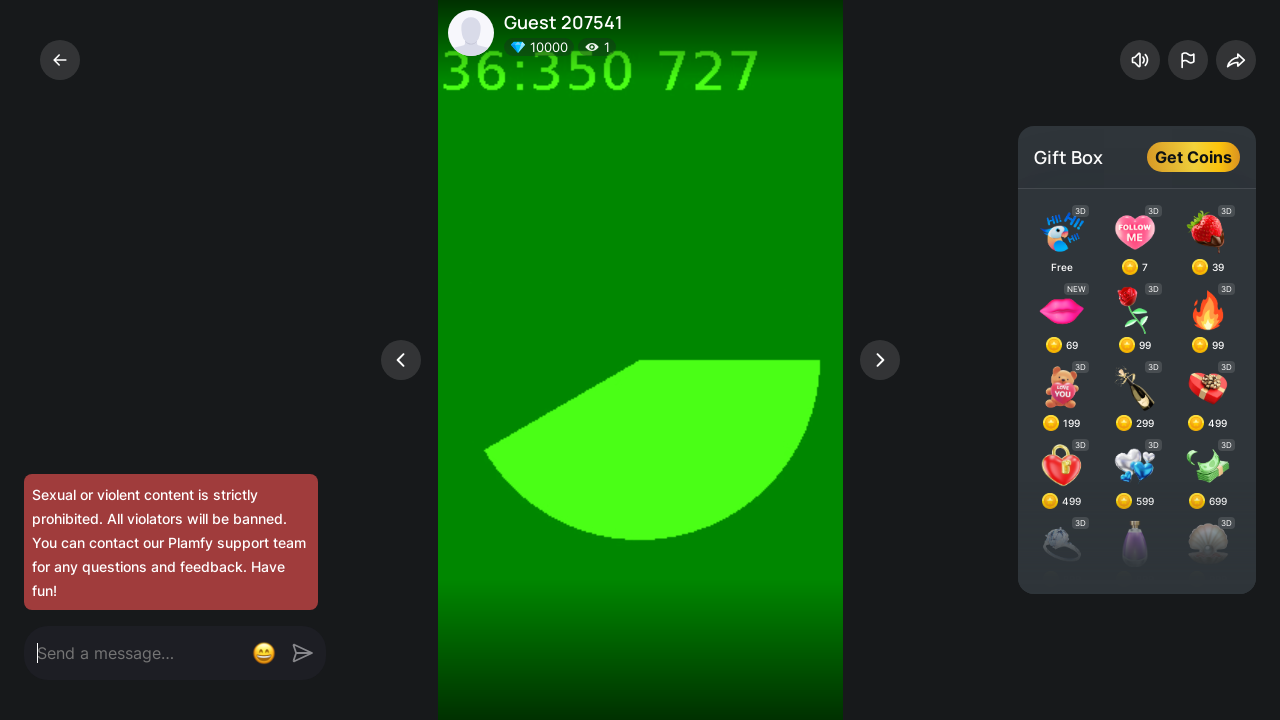 Guest 207541
10000 1
36:350 727
Gift Box
Get Coins
3D 3D 3D
Hi! Hi! Hi! Hi!
FOLLOW
ME
Free 7 39
NEW 3D 3D
69 99 99
3D 3D 3D
LOVE
YOU
199 299 499
3D 3D 3D
499 599 699
3D 3D
Sexual or violent content is strictly
prohibited. All violators will be banned.
You can contact our Plamfy support team
for any questions and feedback. Have
fun!
Send a message...